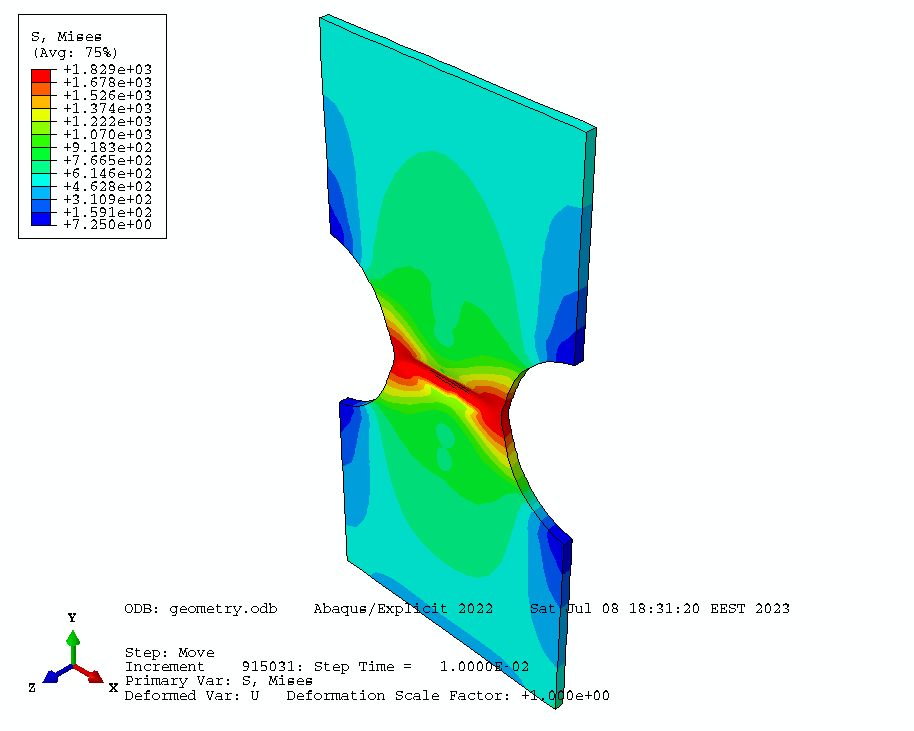 S, Mises
(Avg: 75%)
+1.829e+03
+1.678e+03
+1.526e+03
+1.374e+03
+1.222e+03
+1.070e+03
+9.183e+02
+7.665e+02
+6.146e+02
+4.628e+02
+3.109e+02
+1.591e+02
+7.250e+00
ODB: geometry.odb Abaqus/Explicit 2022 Sat Jul 08 18:31:20 EEST 2023
Y
Z X
Step: Move
Increment 915031: Step Time = 1.0000E-02
Primary Var: S, Mises
Deformed Var: U Deformation Scale Factor: +1.000e+00